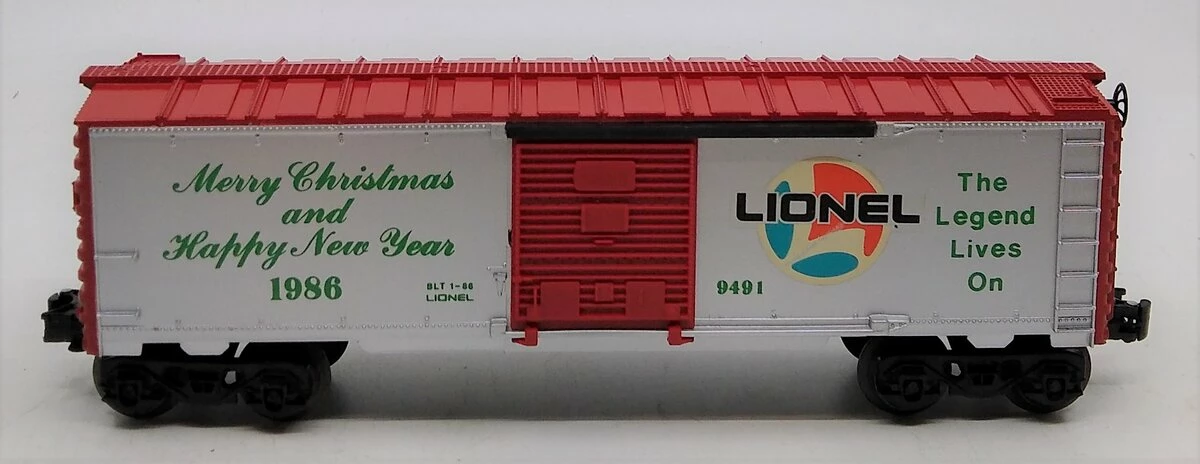 Merry Christmas
and
Happy New Year
1986
BLT 1-86
LIONEL
LIONEL
9491
The
Legend
Lives
On